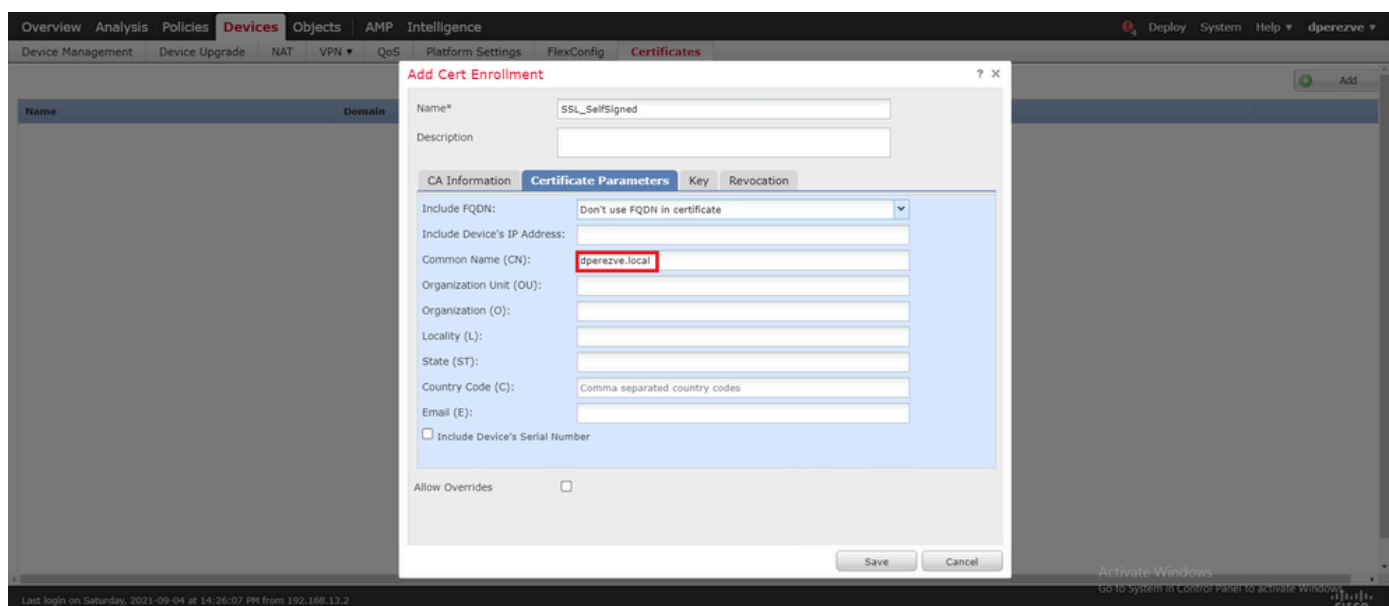 Overview Analysis Policies Devices Objects AMP Intelligence 4 Deploy System Help dperezve
Device Management Device Upgrade NAT VPN QoS Platform Settings FlexConfig Certificates
Add Cert Enrollment ? X
Add
Name Domain
Name* SSL_SelfSigned
Description
CA Information Certificate Parameters Key Revocation
Include FQDN: Don't use FQDN in certificate
Include Device's IP Address:
Common Name (CN): dperezve.local
Organization Unit (OU):
Organization (O):
Locality (L):
State (ST):
Country Code (C): Comma separated country codes
Email (E):
Include Device's Serial Number
Allow Overrides
Save Cancel
Activate Windows
Go to System in Control Panel to activate Windows.
Last login on Saturday, 2021-09-04 at 14:26:07 PM from 192.168.13.2
CISCO